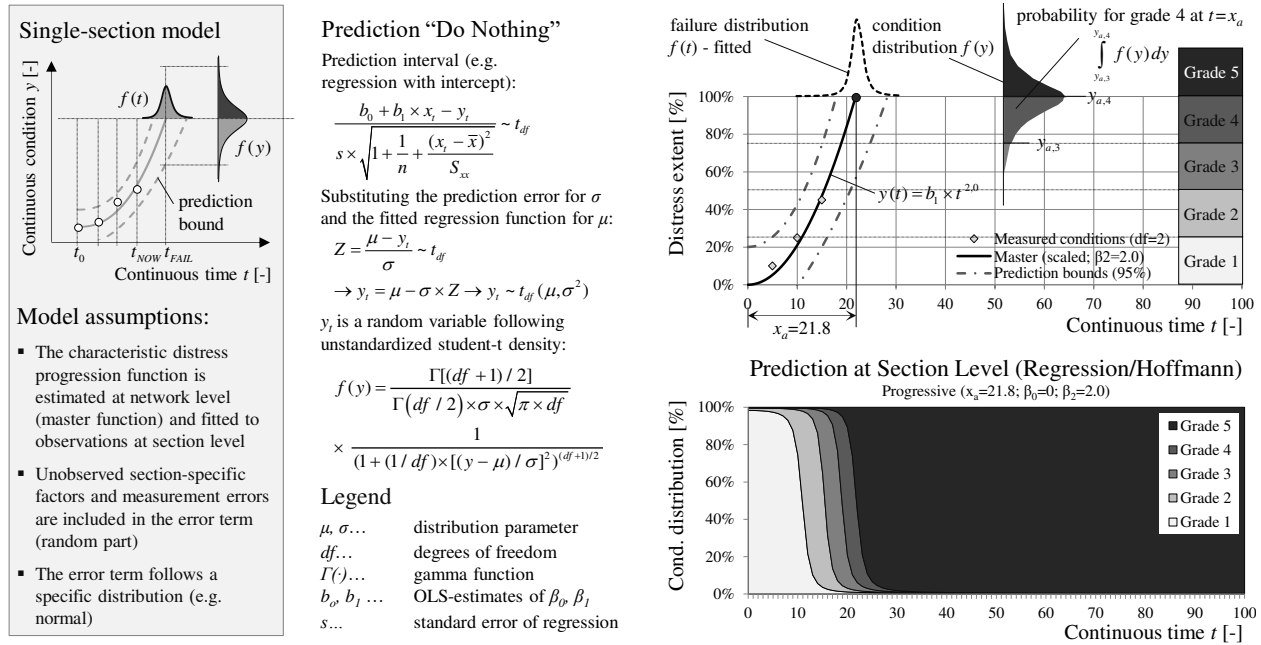 Single-section model
Continuous condition y [-]
f(t)
f(y)
prediction
bound
t0
tNOW
tFAIL
Continuous time t [-]
Model assumptions:
▪ The characteristic distress
progression function is
estimated at network level
(master function) and fitted to
observations at section level
▪ Unobserved section-specific
factors and measurement errors
are included in the error term
(random part)
▪ The error term follows a
specific distribution (e.g.
normal)
Prediction “Do Nothing”
Prediction interval (e.g.
regression with intercept):
(b0 + b1 × xt − yt) / (s × √(1 + 1/n + (xt − x̄)²/Sxx)) ~ tdf
Substituting the prediction error for σ
and the fitted regression function for μ:
Z = (μ − yt)/σ ~ tdf
→ yt = μ − σ × Z → yt ~ tdf (μ, σ²)
yt is a random variable following
unstandardized student-t density:
f(y) = Γ[(df + 1) / 2] / (Γ(df / 2) × σ × √(π × df))
× 1 / (1 + (1 / df) × [(y − μ) / σ]²)^(df+1)/2
Legend
μ, σ… distribution parameter
df… degrees of freedom
Γ(·)… gamma function
bo, b1 … OLS-estimates of β0, β1
s... standard error of regression
failure distribution
f(t) - fitted
condition
distribution f(y)
probability for grade 4 at t=xa
∫ya,3^ya,4 f(y)dy
Distress extent [%]
100%
80%
60%
40%
20%
0%
ya,4
ya,3
y(t) = b1 × t^2.0
Grade 5
Grade 4
Grade 3
Grade 2
Grade 1
Measured conditions (df=2)
Master (scaled; β2=2.0)
Prediction bounds (95%)
0 10 20 30 40 50 60 70 80 90 100
xa=21.8
Continuous time t [-]
Prediction at Section Level (Regression/Hoffmann)
Progressive (xa=21.8; β0=0; β2=2.0)
Cond. distribution [%]
100%
80%
60%
40%
20%
0%
Grade 5
Grade 4
Grade 3
Grade 2
Grade 1
0 10 20 30 40 50 60 70 80 90 100
Continuous time t [-]